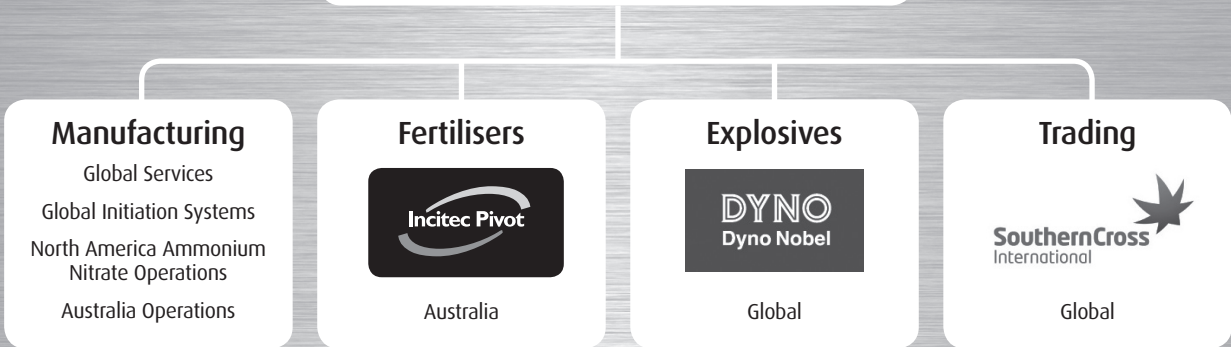 Manufacturing
Global Services
Global Initiation Systems
North America Ammonium
Nitrate Operations
Australia Operations
Fertilisers
Incitec Pivot
Australia
Explosives
DYNO
Dyno Nobel
Global
Trading
SouthernCross
International
Global